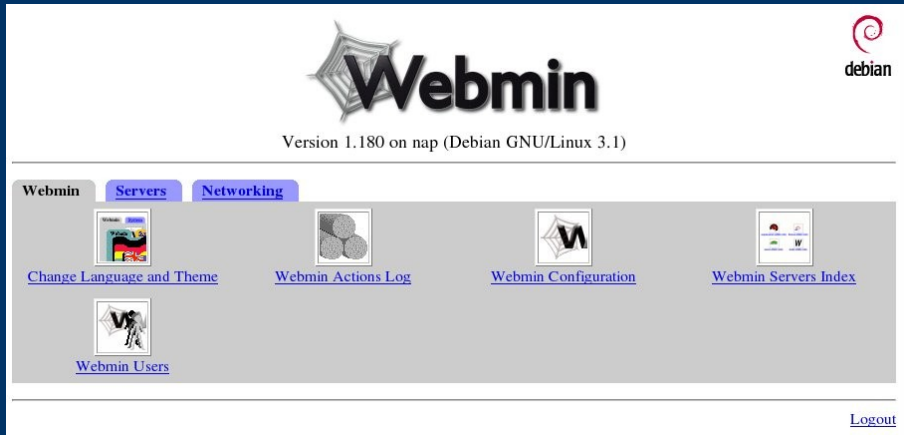 Webmin
debian
Version 1.180 on nap (Debian GNU/Linux 3.1)
Webmin Servers Networking
Change Language and Theme Webmin Actions Log Webmin Configuration Webmin Servers Index
Webmin Users
Logout